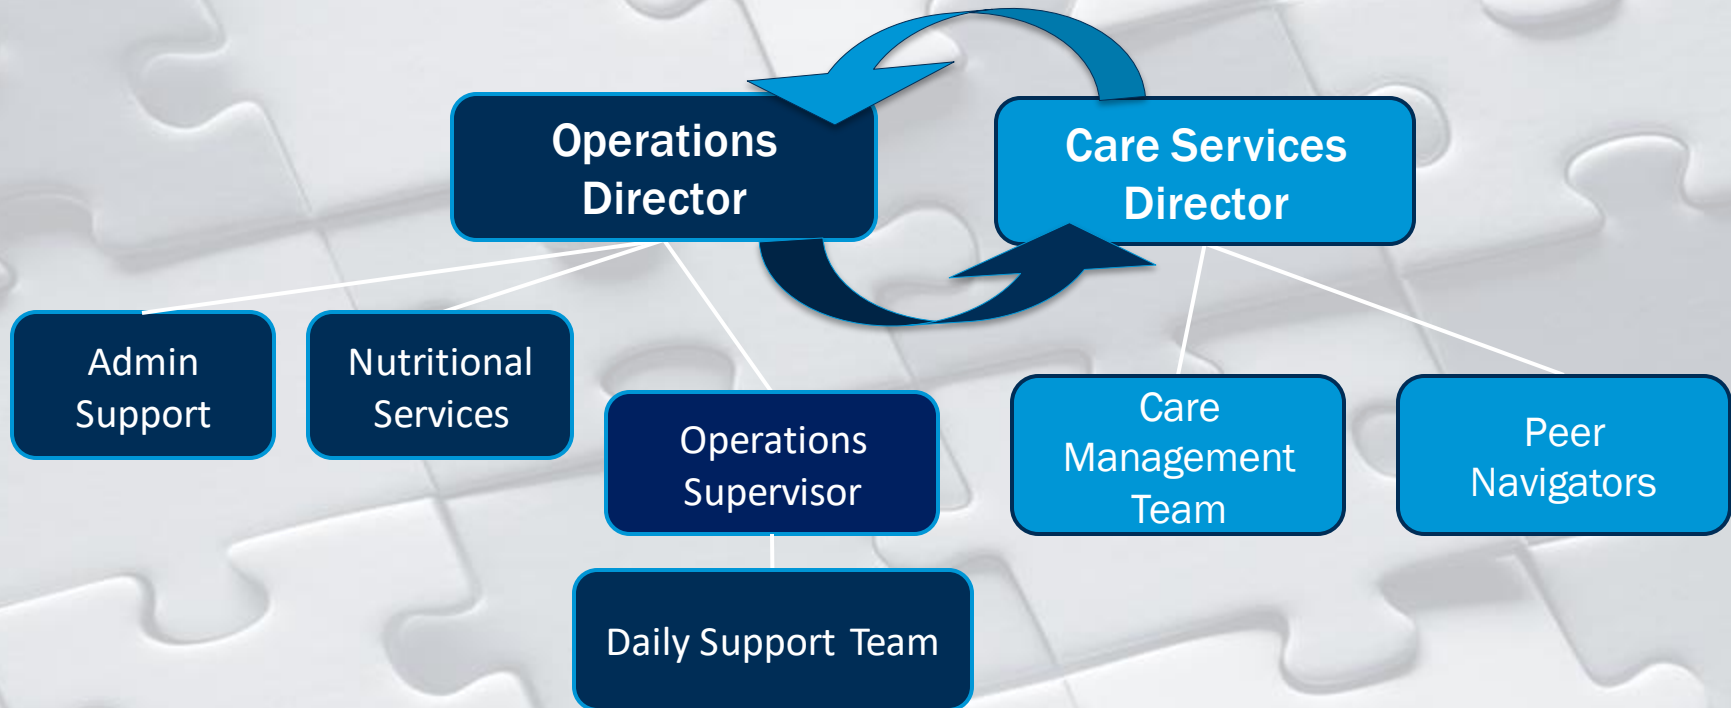 Operations
Director
Care Services
Director
Admin
Support
Nutritional
Services
Operations
Supervisor
Care
Management
Team
Peer
Navigators
Daily Support Team